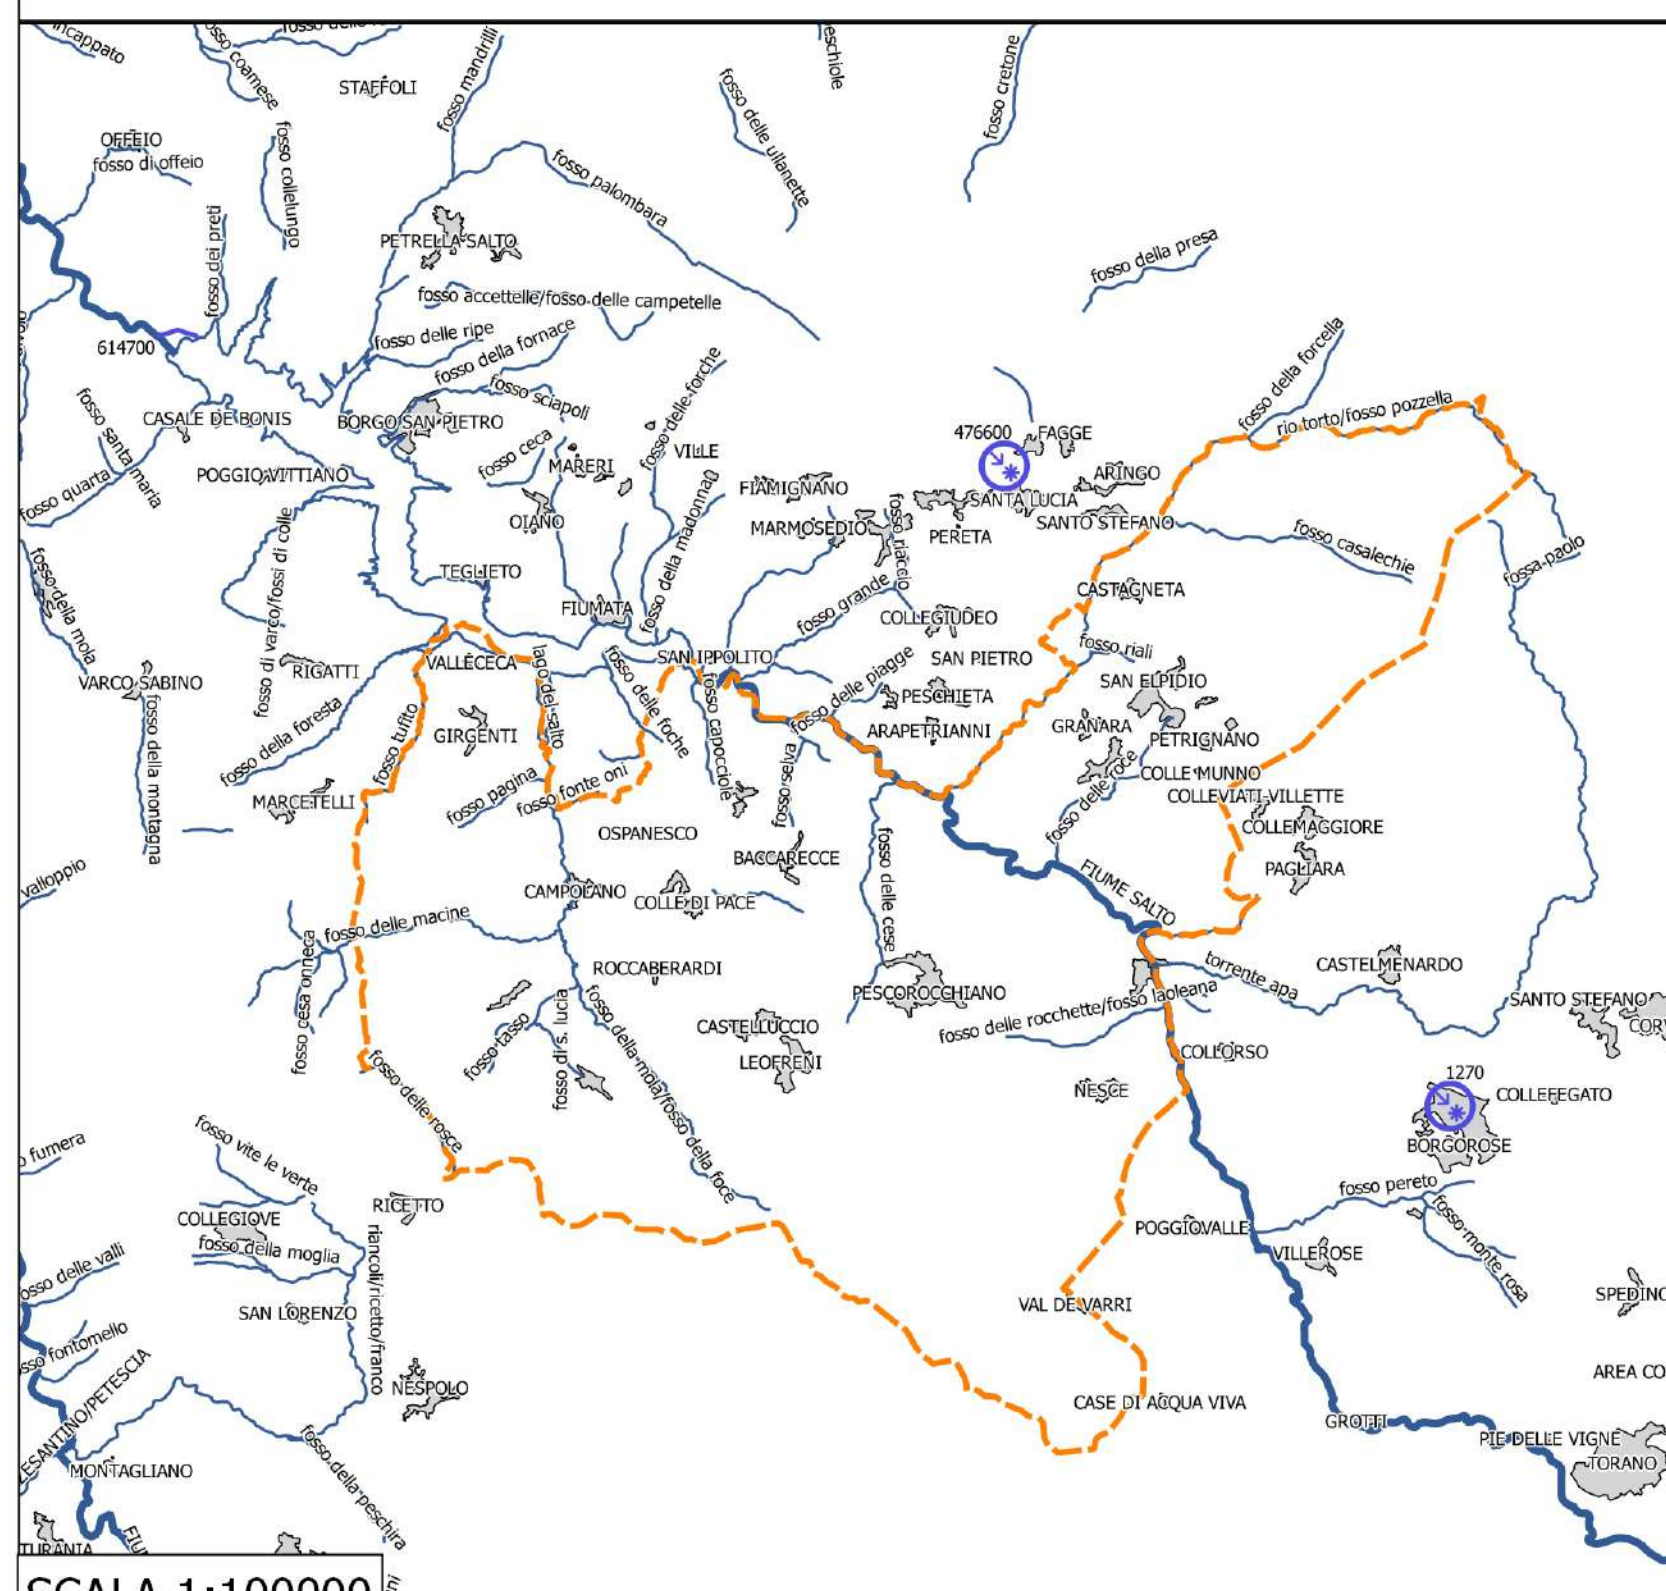 incappato
fosso coarnese
STAFFOLI
fosso mandrilli
fosso delle ullanette
eschiole
fosso cretone
OFFEIO
fosso di offeio
fosso collelungo
fosso palombara
fosso dei preti
PETRELLA SALTO
fosso della presa
fosso accettelle/fosso delle campetelle
614700
fosso delle ripe
fosso della fornace
fosso sciapoli
fosso delle forche
fosso della forcella
rio torto/fosso pozzella
fosso santa maria
CASALE DE BONIS
BORGO SAN PIETRO
476600
FAGGE
fosso ceca
MARERI
VILLE
POGGIO VITTIANO
fosso quarta
FIAMIGNANO
ARINGO
SANTA LUCIA
OIANO
MARMOSEDIO
PERETA
SANTO STEFANO
fosso riaccio
fosso della madonna
fosso casalechie
fossa paolo
fosso della mola
fosso di varco/fossi di colle
TEGLIETO
FIUMATA
fosso grande
CASTAGNETA
COLLEGIUDEO
fosso riali
VARCO SABINO
RIGATTI
VALLECECA
lago del salto
fosso delle foche
SAN IPPOLITO
SAN PIETRO
fosso delle piagge
PESCHIETA
SAN ELPIDIO
fosso della montagna
fosso della foresta
fosso tufito
GIRGENTI
fosso capocciole
ARAPETRIANNI
GRANARA
PETRIGNANO
MARCETELLI
fosso pagina
fosso fonte oni
fosso selva
COLLE MUNNO
fosso delle roce
COLLEVIATI-VILLETTE
COLLEMAGGIORE
OSPANESCO
BACCARECCE
fosso delle cese
PAGLIARA
valloppio
CAMPOLANO
COLLE DI PACE
FIUME SALTO
fosso delle macine
fosso cesa onneca
ROCCABERARDI
PESCOROCCHIANO
torrente apa
CASTELMENARDO
fosso delle rocchette/fosso laoleana
SANTO STEFANO
COR
fosso tasso
fosso di s. lucia
CASTELLUCCIO
LEOFRENI
COLLORSO
NESCE
1270
COLLEFEGATO
BORGOROSE
fosso delle rosce
fosso della mola/fosso della foce
o fumera
fosso vite le verte
RICETTO
COLLEGIOVE
fosso pereto
POGGIOVALLE
VILLEROSE
fosso monte rosa
osso delle valli
fosso della moglia
riancoli/ricetto/franco
SAN LORENZO
VAL DE VARRI
SPEDINO
sso fontomello
NESPOLO
AREA CO
LESANTINO/PETESCIA
CASE DI ACQUA VIVA
GROTTI
PIE DELLE VIGNE
TORANO
MONTAGLIANO
fosso della peschira
TURANIA
FIU
SCALA 1:100000